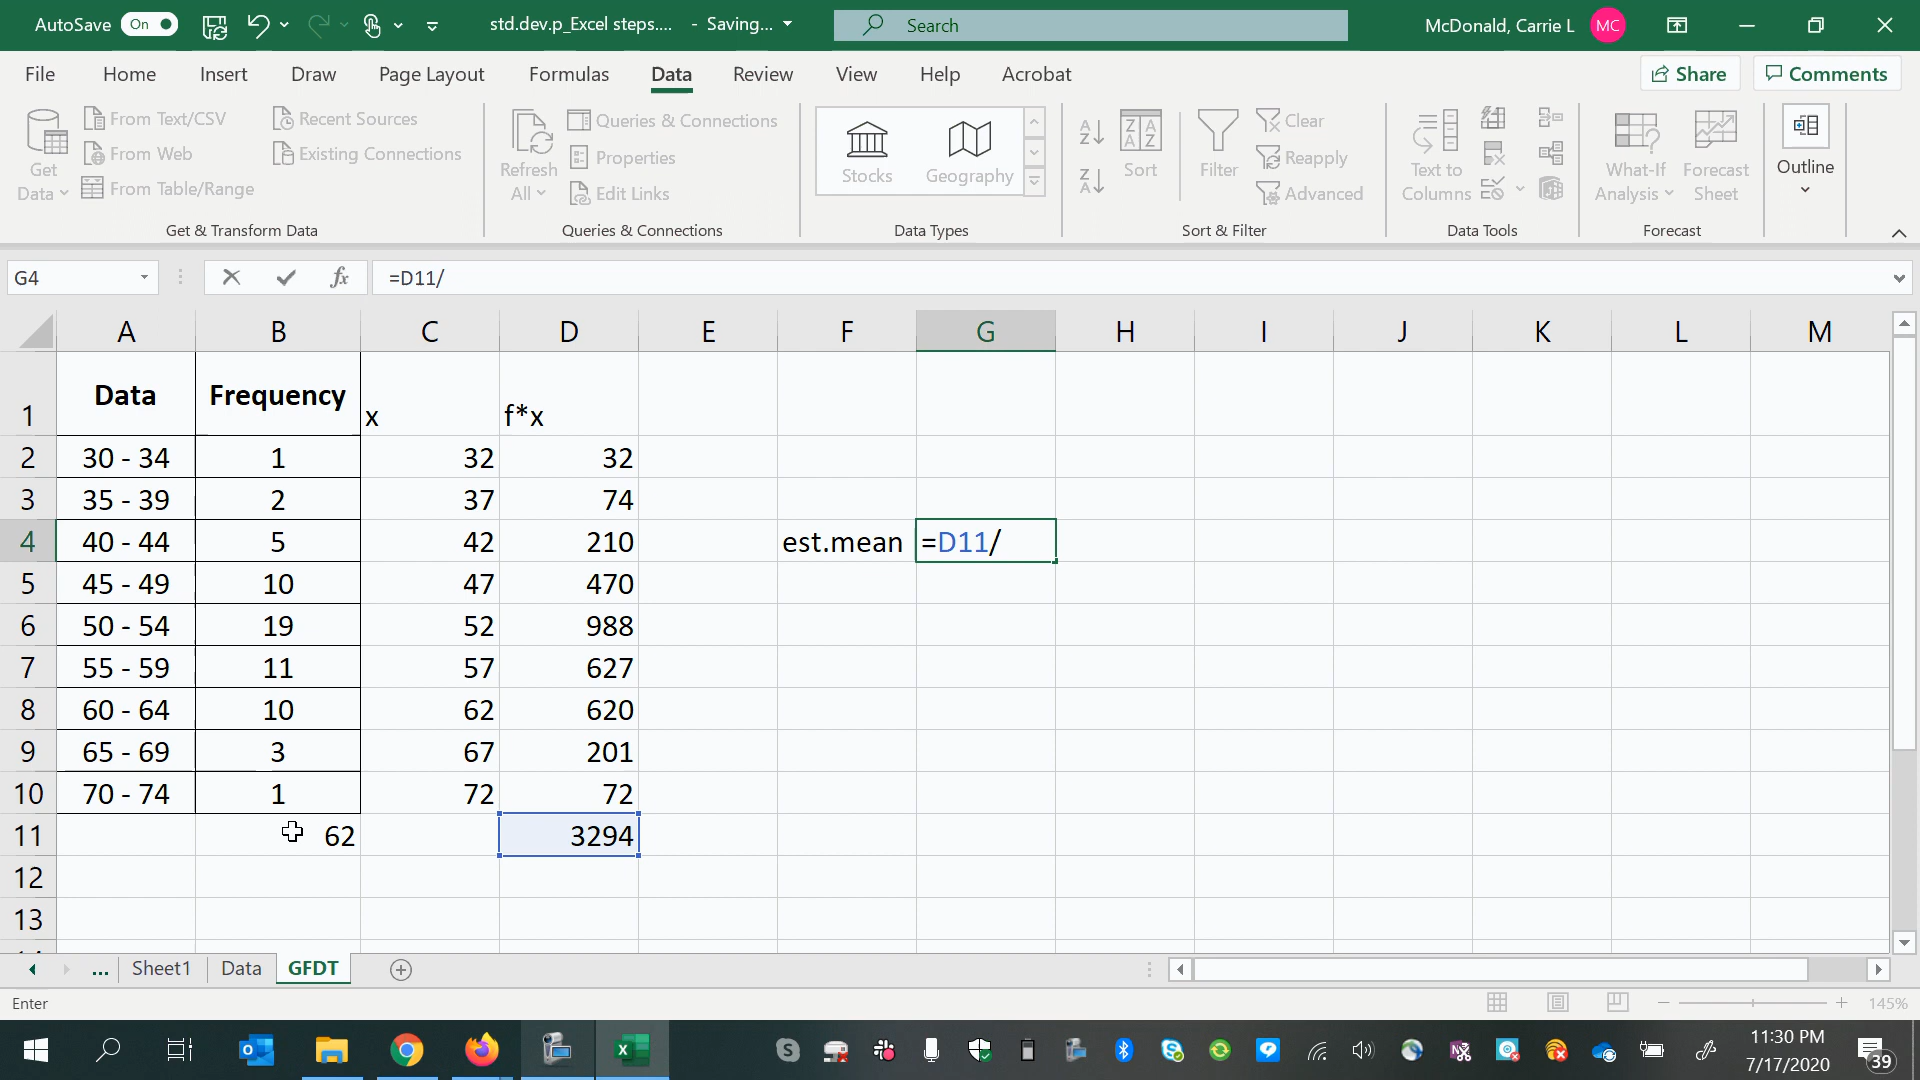 AutoSave On std.dev.p_Excel steps.... - Saving... Search McDonald, Carrie L MC
File Home Insert Draw Page Layout Formulas Data Review View Help Acrobat Share Comments
Get Data
From Text/CSV
From Web
From Table/Range
Recent Sources
Existing Connections
Get & Transform Data
Refresh All
Queries & Connections
Properties
Edit Links
Queries & Connections
Stocks Geography
Data Types
Sort
Filter
Clear
Reapply
Advanced
Sort & Filter
Text to Columns
Data Tools
What-If Analysis
Forecast Sheet
Forecast
Outline
G4 fx =D11/
A B C D E F G H I J K L M
1 Data Frequency x f*x
2 30 - 34 1 32 32
3 35 - 39 2 37 74
4 40 - 44 5 42 210 est.mean =D11/
5 45 - 49 10 47 470
6 50 - 54 19 52 988
7 55 - 59 11 57 627
8 60 - 64 10 62 620
9 65 - 69 3 67 201
10 70 - 74 1 72 72
11 62 3294
12
13
... Sheet1 Data GFDT
Enter 145%
11:30 PM
7/17/2020
39